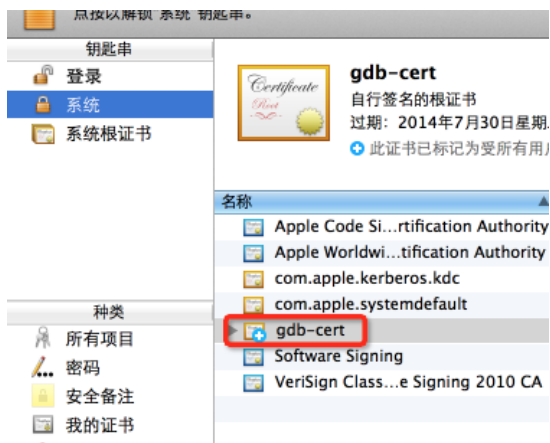 点按以解锁 系统 钥匙串。
钥匙串
登录
系统
系统根证书
Certificate
Root
gdb-cert
自行签名的根证书
过期：2014年7月30日星期
此证书已标记为受所有用户
名称
Apple Code Si...rtification Authority
Apple Worldwi...tification Authority
com.apple.kerberos.kdc
com.apple.systemdefault
gdb-cert
Software Signing
VeriSign Class...e Signing 2010 CA
种类
所有项目
密码
安全备注
我的证书